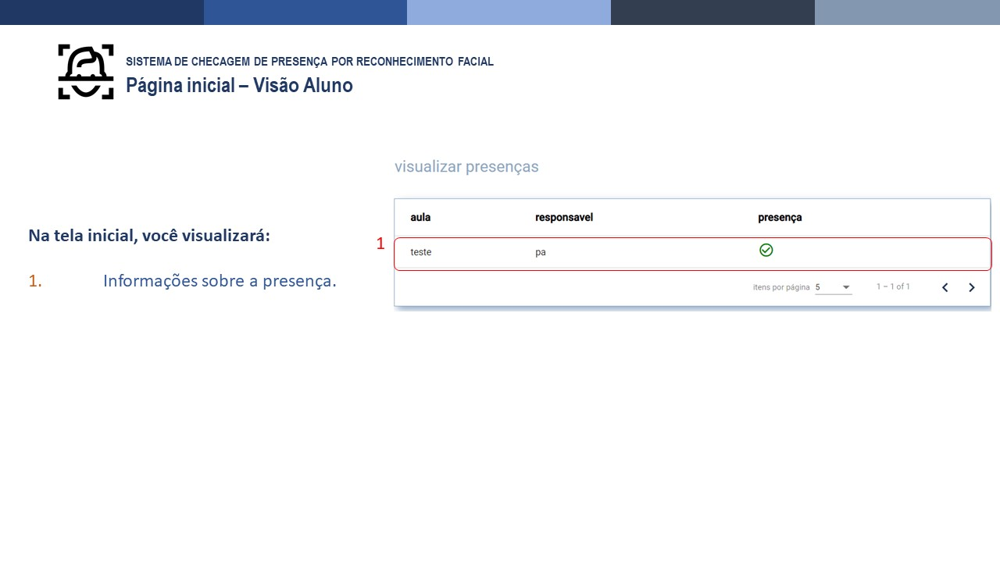 SISTEMA DE CHECAGEM DE PRESENÇA POR RECONHECIMENTO FACIAL
Página inicial – Visão Aluno
Na tela inicial, você visualizará:
1. Informações sobre a presença.
visualizar presenças
aula responsavel presença
1
teste pa
itens por página 5 1 – 1 of 1